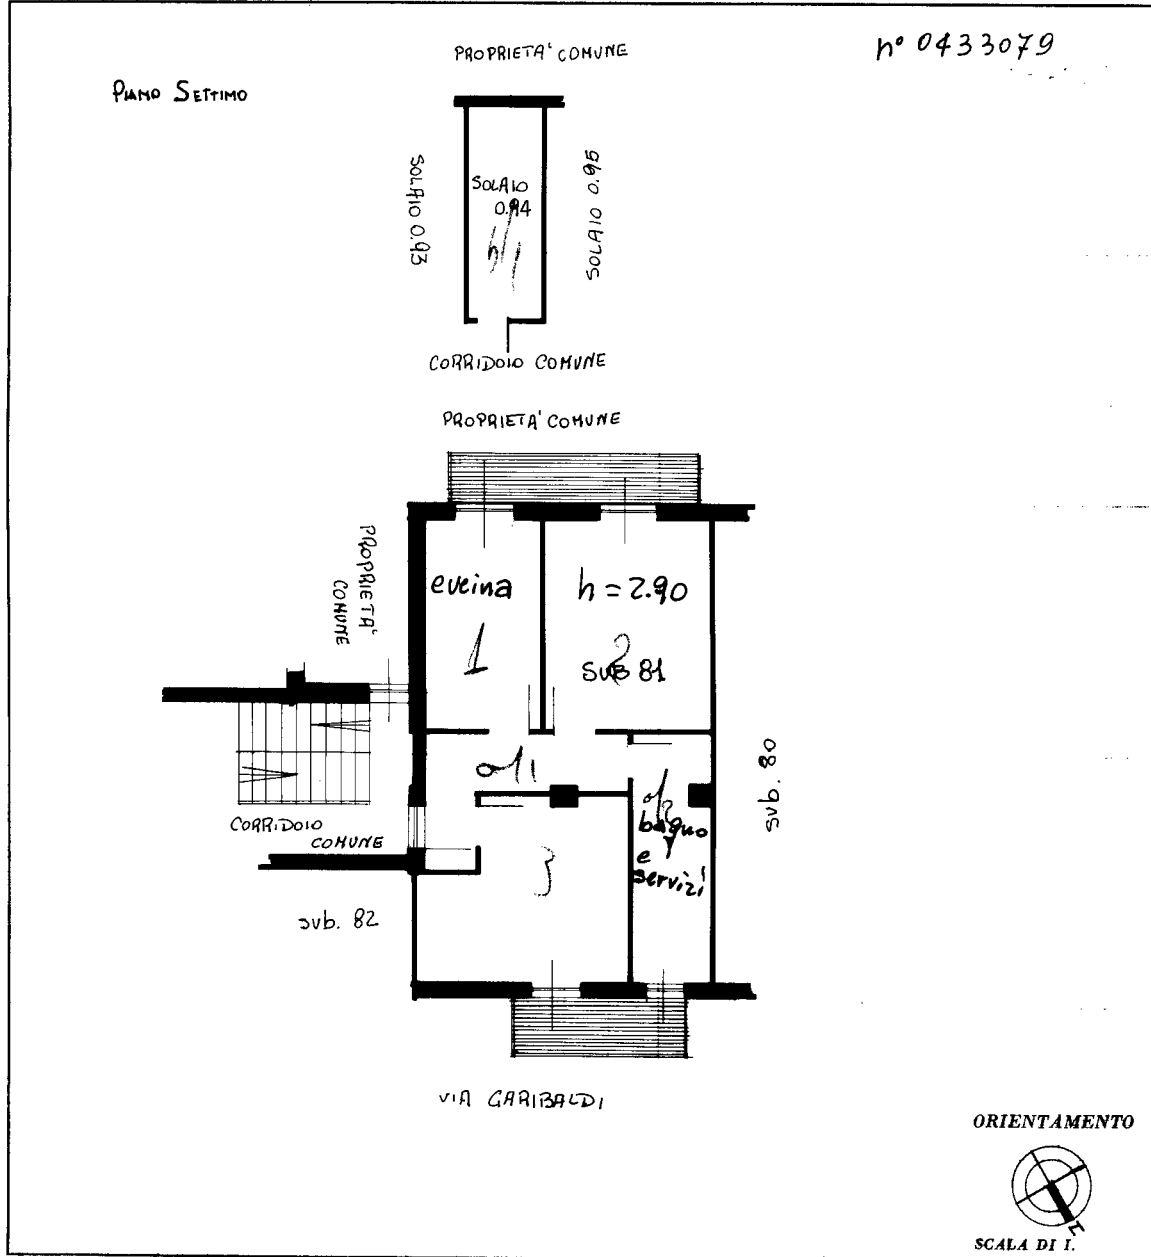 n° 0433079
PROPRIETA' COMUNE
PIANO SETTIMO
SOLAIO 0.93
SOLAIO
0.94
SOLAIO 0.95
CORRIDOIO COMUNE
PROPRIETA' COMUNE
PROPRIETA'
COMUNE
cucina
1
h = 2.90
2
SUB 81
sub. 80
CORRIDOIO
COMUNE
bagno
e
servizi
3
sub. 82
VIA GARIBALDI
ORIENTAMENTO
SCALA DI 1.